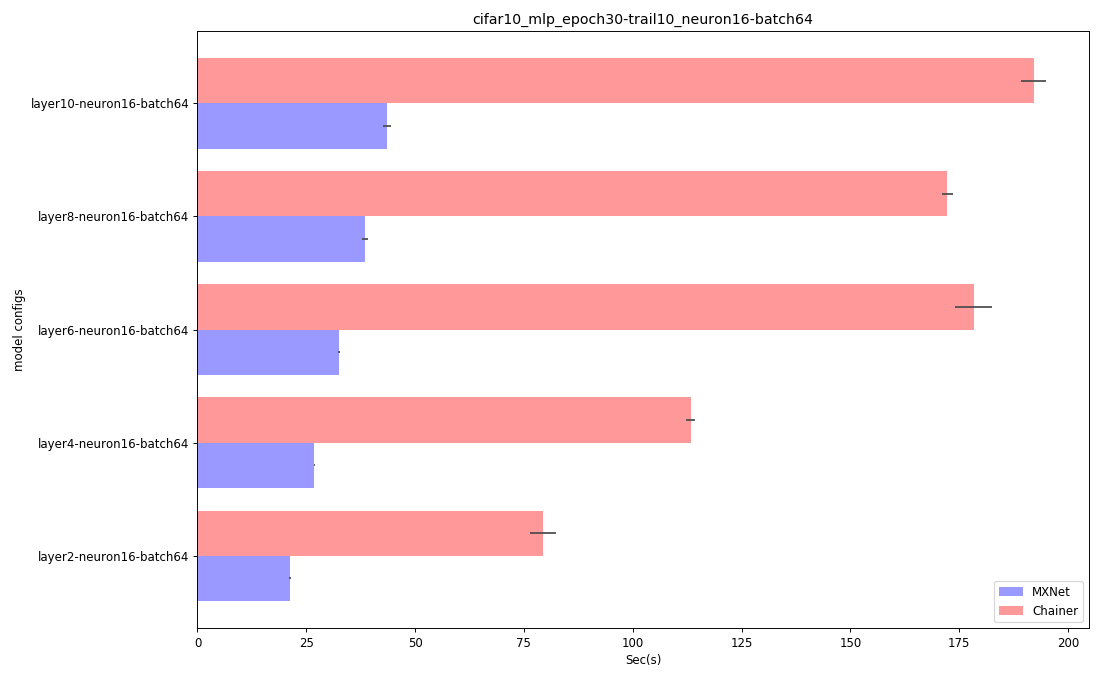 cifar10_mlp_epoch30-trail10_neuron16-batch64
model configs
layer10-neuron16-batch64
layer8-neuron16-batch64
layer6-neuron16-batch64
layer4-neuron16-batch64
layer2-neuron16-batch64
MXNet
Chainer
0 25 50 75 100 125 150 175 200
Sec(s)